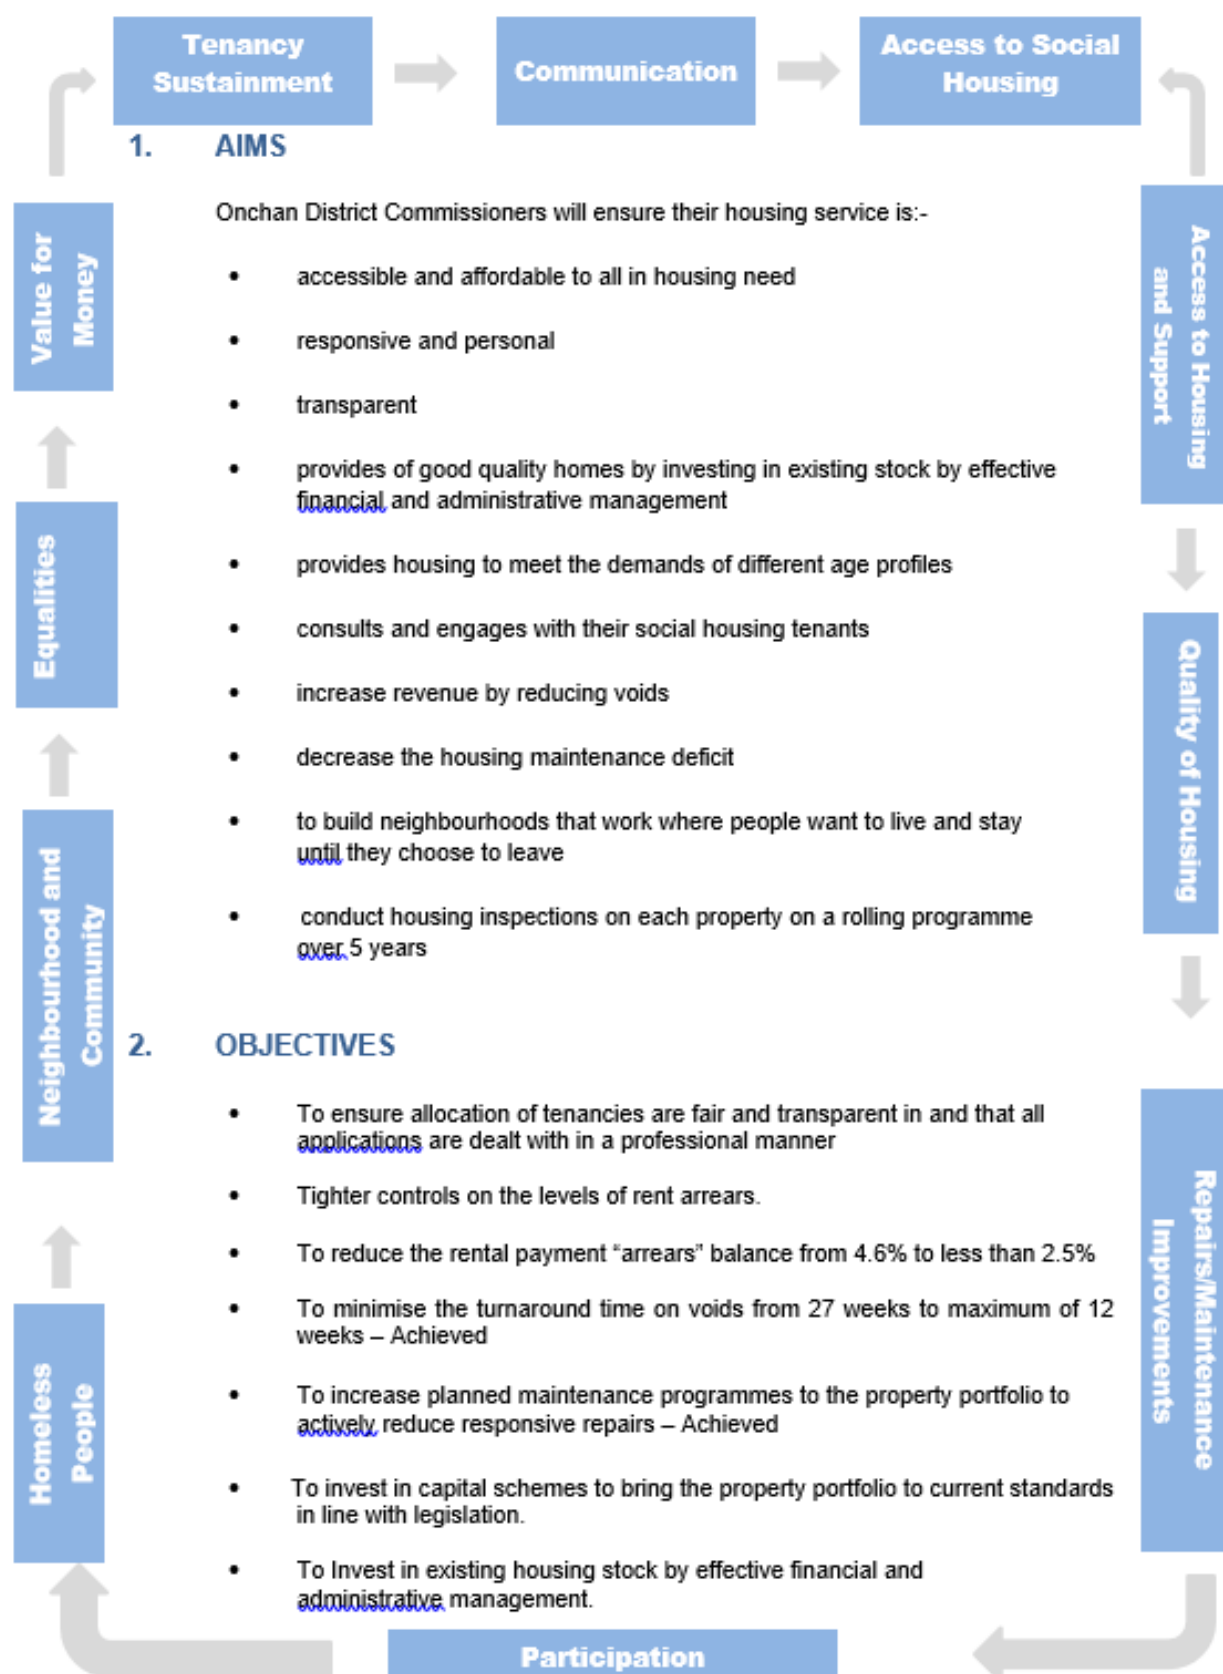 Tenancy
Sustainment
Communication
Access to Social
Housing
1. AIMS
Onchan District Commissioners will ensure their housing service is:-
• accessible and affordable to all in housing need
• responsive and personal
• transparent
• provides of good quality homes by investing in existing stock by effective
financial and administrative management
• provides housing to meet the demands of different age profiles
• consults and engages with their social housing tenants
• increase revenue by reducing voids
• decrease the housing maintenance deficit
• to build neighbourhoods that work where people want to live and stay
until they choose to leave
• conduct housing inspections on each property on a rolling programme
over 5 years
2. OBJECTIVES
• To ensure allocation of tenancies are fair and transparent in and that all
applications are dealt with in a professional manner
• Tighter controls on the levels of rent arrears.
• To reduce the rental payment “arrears” balance from 4.6% to less than 2.5%
• To minimise the turnaround time on voids from 27 weeks to maximum of 12
weeks – Achieved
• To increase planned maintenance programmes to the property portfolio to
actively reduce responsive repairs – Achieved
• To invest in capital schemes to bring the property portfolio to current standards
in line with legislation.
• To Invest in existing housing stock by effective financial and
administrative management.
Access to Housing
and Support
Quality of Housing
Repairs/Maintenance
Improvements
Participation
Homeless
People
Neighbourhood and
Community
Equalities
Value for
Money